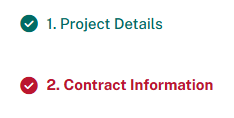 1. Project Details
2. Contract Information